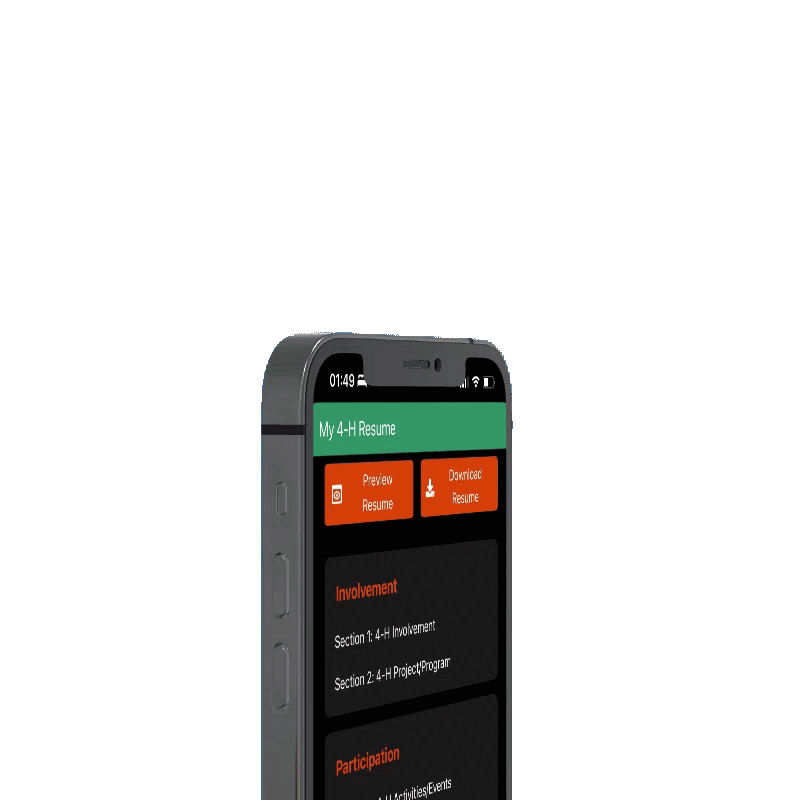 01:49
My 4-H Resume
Preview
Resume
Download
Resume
Involvement
Section 1: 4-H Involvement
Section 2: 4-H Project/Program
Participation
4-H Activities/Events